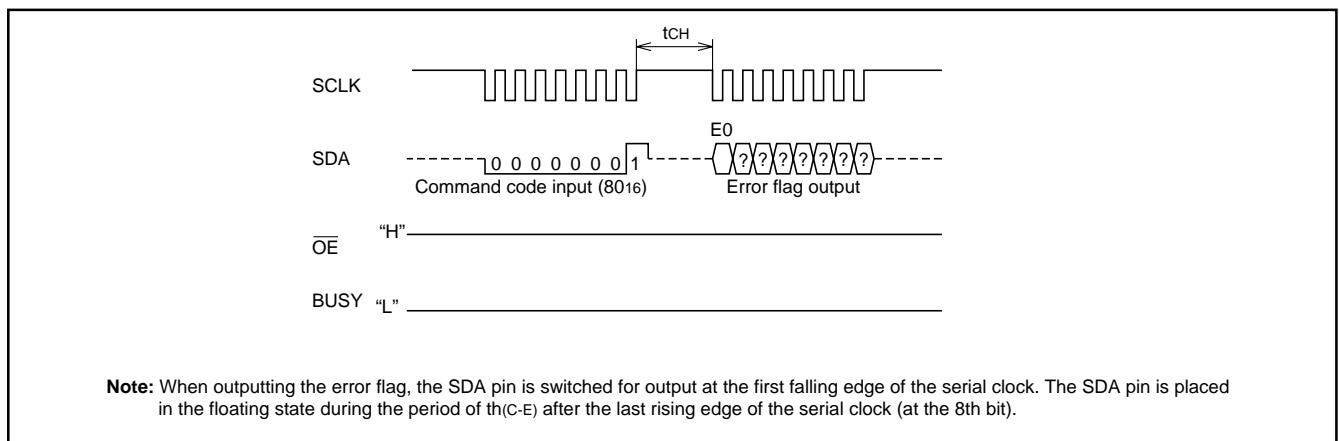 tCH
SCLK
E0
SDA 0 0 0 0 0 0 0 1 ? ? ? ? ? ? ?
Command code input (8016) Error flag output
OE "H"
BUSY "L"
Note: When outputting the error flag, the SDA pin is switched for output at the first falling edge of the serial clock. The SDA pin is placed
in the floating state during the period of th(C-E) after the last rising edge of the serial clock (at the 8th bit).